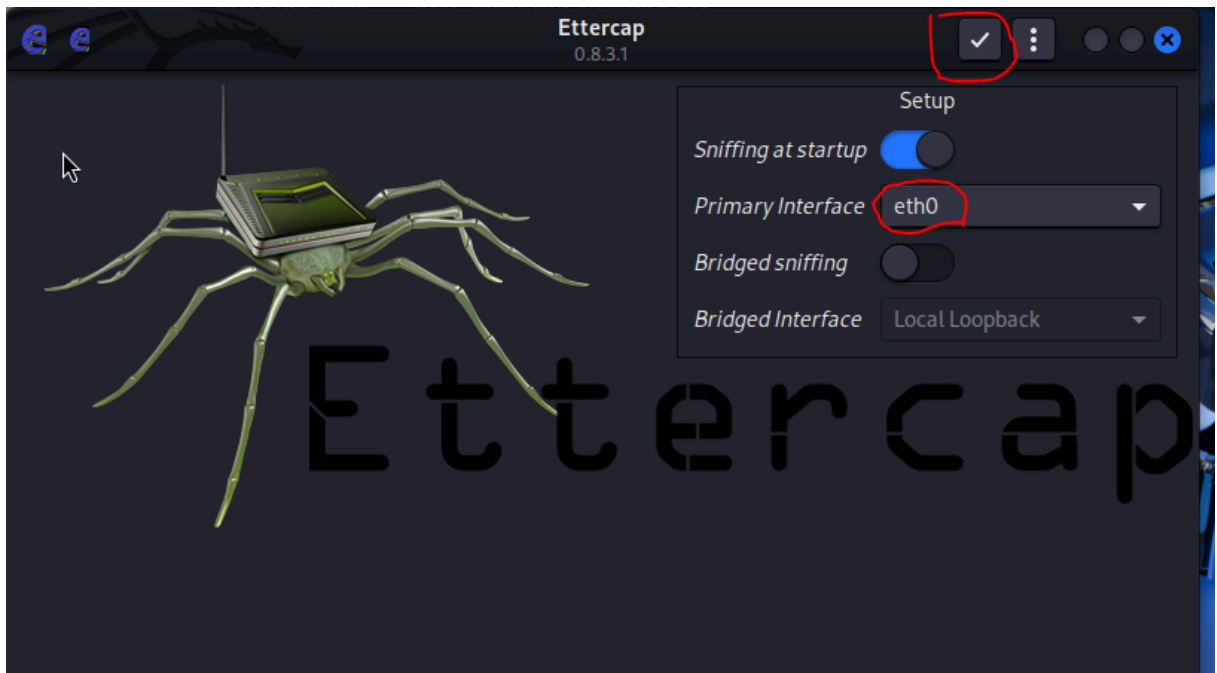 Ettercap
0.8.3.1
Setup
Sniffing at startup
Primary Interface eth0
Bridged sniffing
Bridged Interface Local Loopback
Ettercap